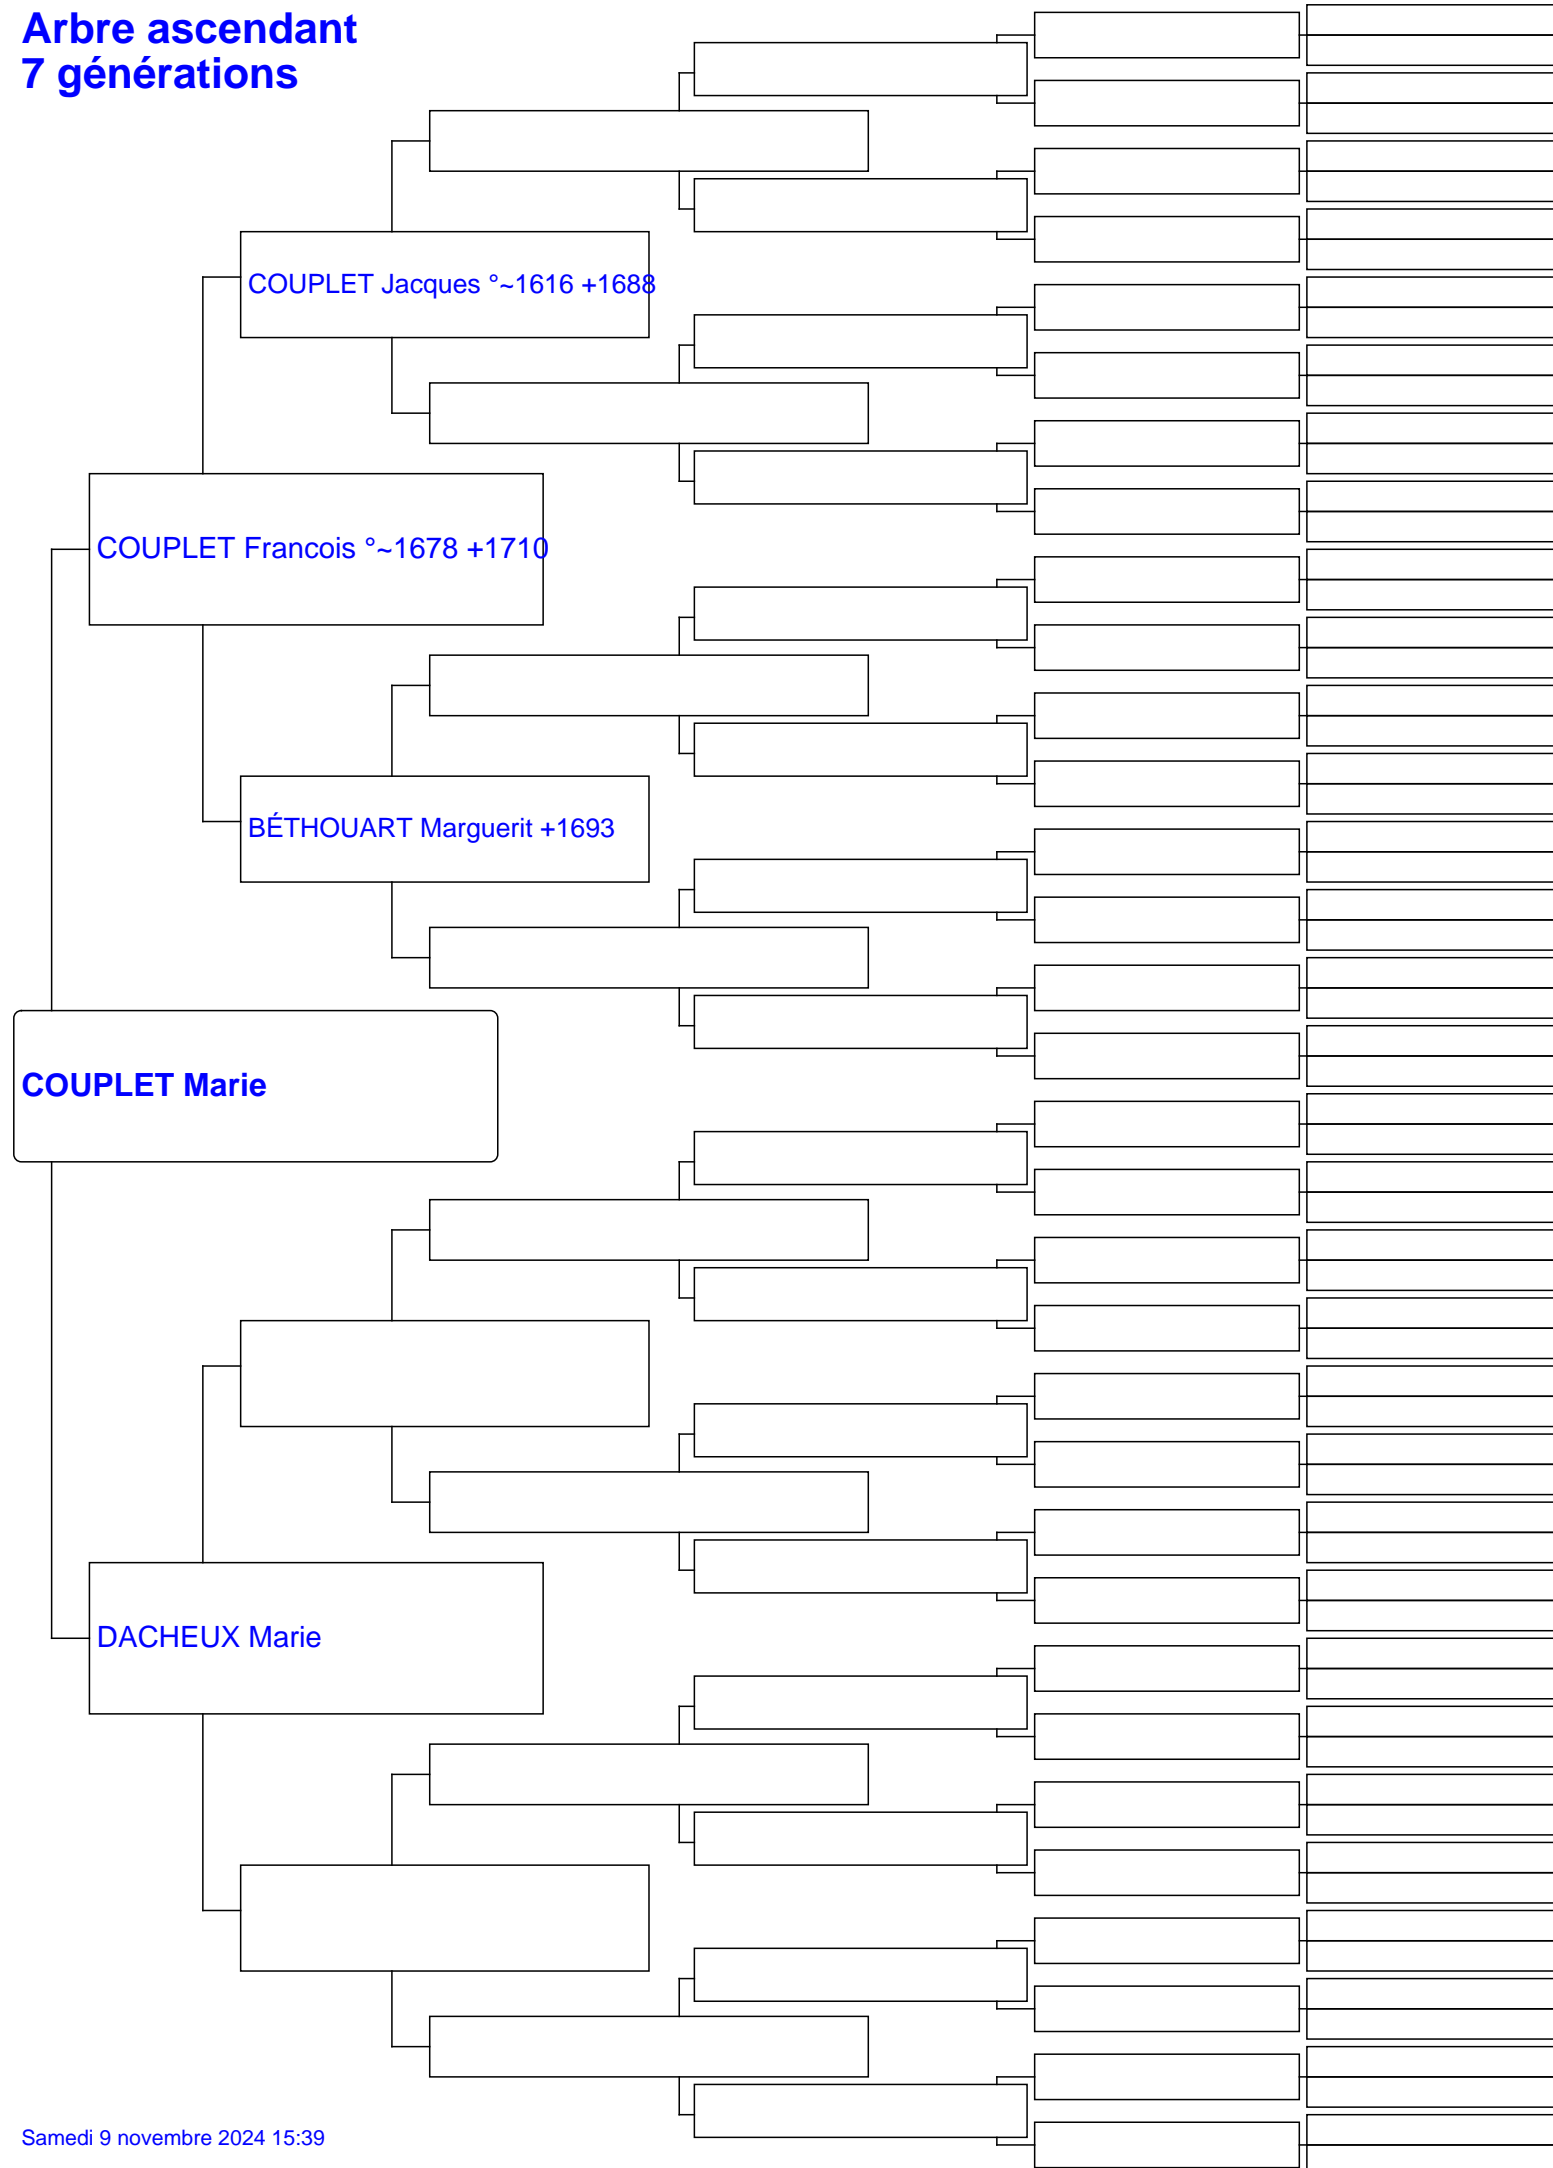 Arbre ascendant
7 générations
COUPLET Jacques °~1616 +1688
COUPLET Francois °~1678 +1710
BÉTHOUART Marguerit +1693
COUPLET Marie
DACHEUX Marie
Samedi 9 novembre 2024 15:39